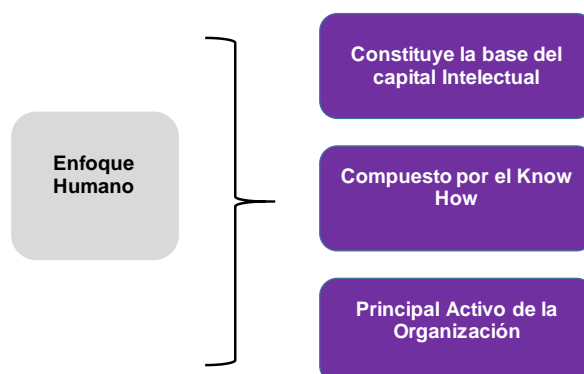 Enfoque
Humano
Constituye la base del
capital Intelectual
Compuesto por el Know
How
Principal Activo de la
Organización